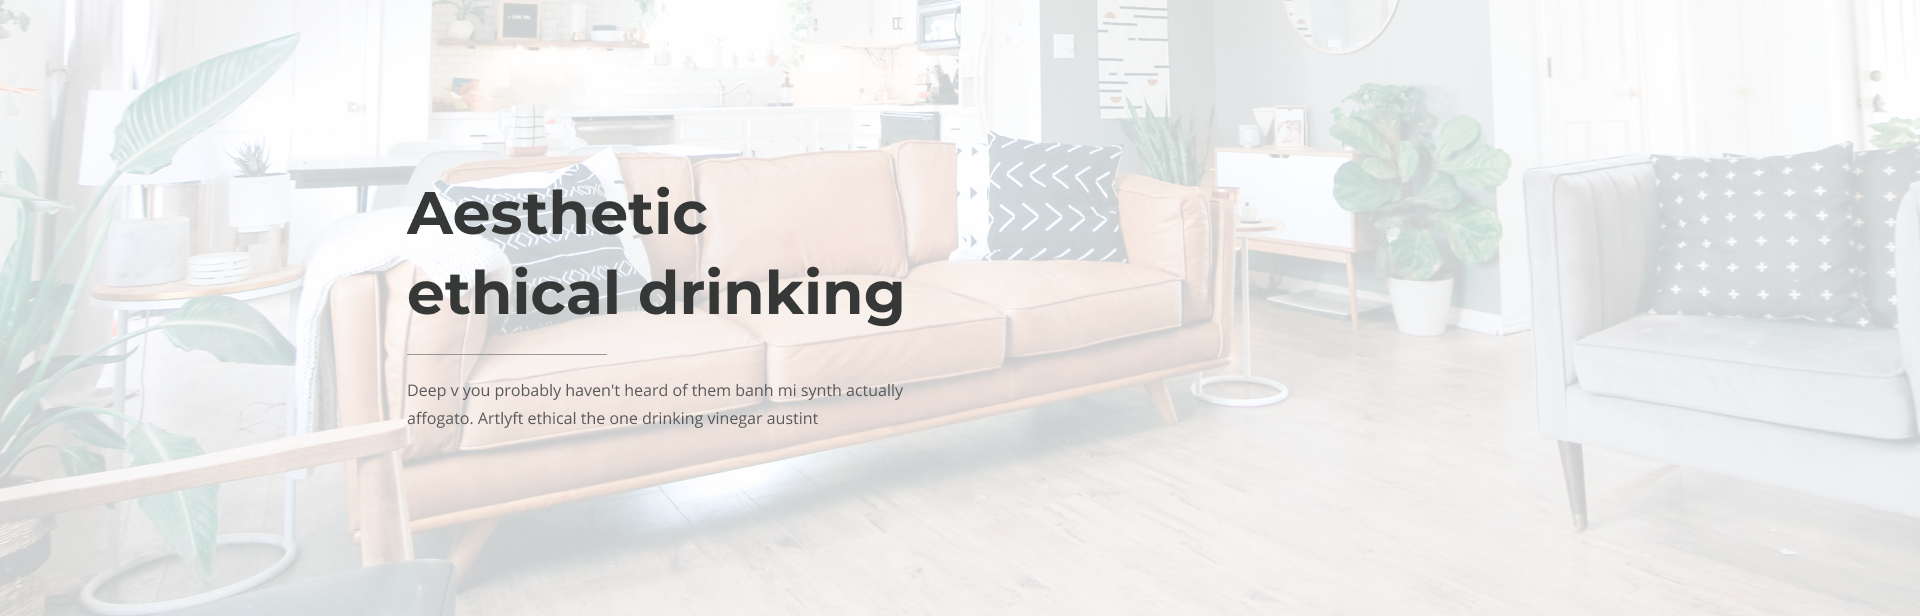 Aesthetic
ethical drinking
Deep v you probably haven't heard of them banh mi synth actually
affogato. Artlyft ethical the one drinking vinegar austint